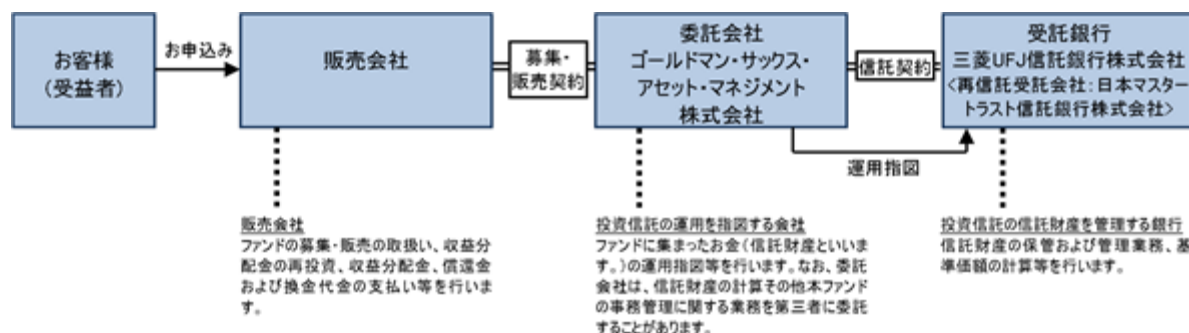 お客様
(受益者)
お申込み
販売会社
募集・
販売契約
委託会社
ゴールドマン・サックス・
アセット・マネジメント
株式会社
信託契約
受託銀行
三菱UFJ信託銀行株式会社
<再信託受託会社:日本マスター
トラスト信託銀行株式会社>
運用指図
販売会社
ファンドの募集・販売の取扱い、収益分
配金の再投資、収益分配金、償還金
および換金代金の支払い等を行いま
す。
投資信託の運用を指図する会社
ファンドに集まったお金(信託財産といいま
す。)の運用指図等を行います。なお、委託
会社は、信託財産の計算その他本ファンド
の事務管理に関する業務を第三者に委託
することがあります。
投資信託の信託財産を管理する銀行
信託財産の保管および管理業務、基
準価額の計算等を行います。